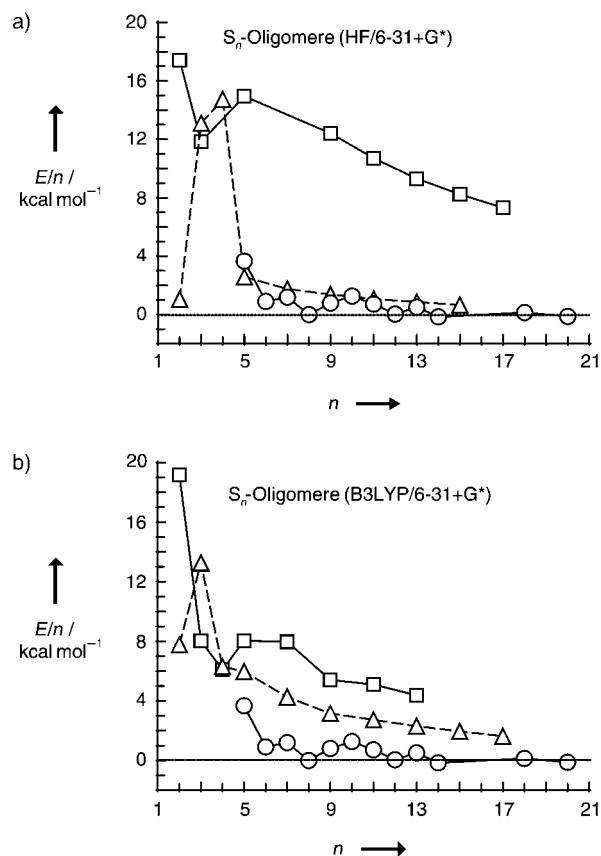 a)
Sₙ-Oligomere (HF/6-31+G*)
20
16
12
8
4
0
E/n /
kcal mol⁻¹
1 5 9 13 17 21
n
b)
Sₙ-Oligomere (B3LYP/6-31+G*)
20
16
12
8
4
0
E/n /
kcal mol⁻¹
1 5 9 13 17 21
n